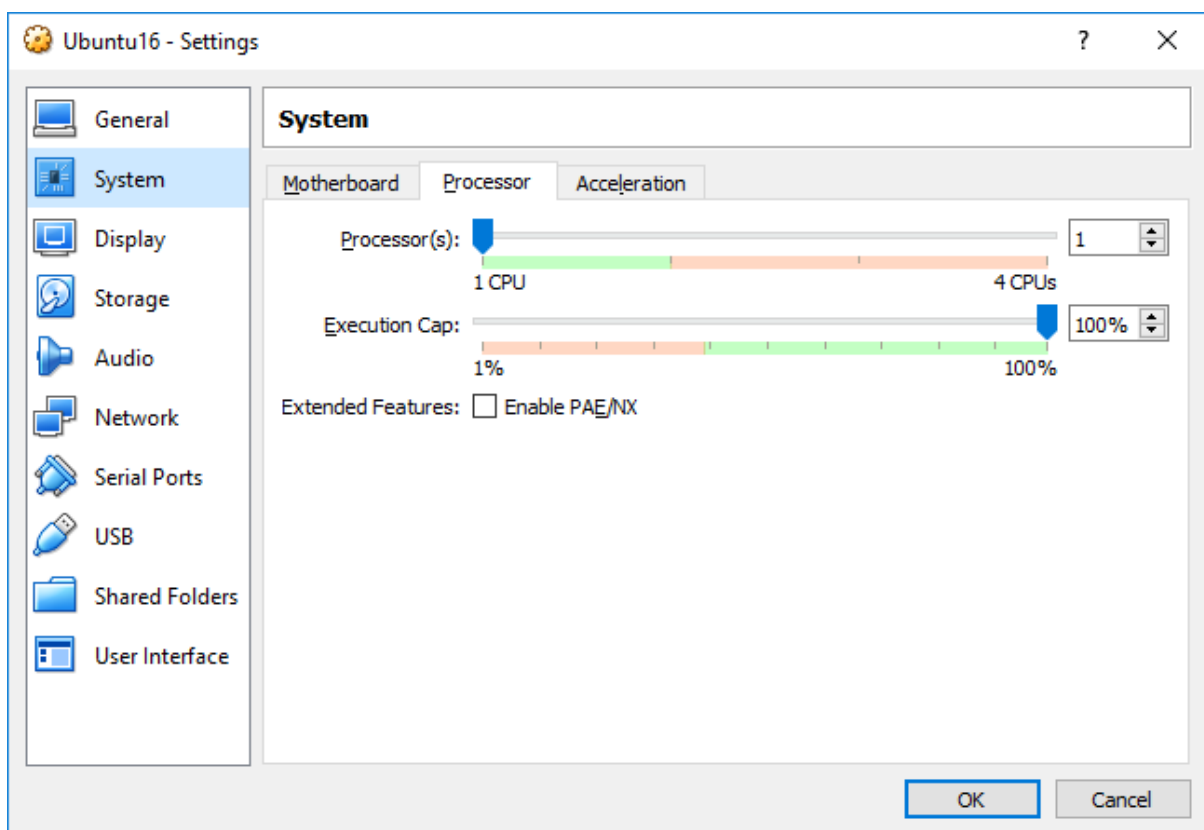 Ubuntu16 - Settings
?
General
System
Display
Storage
Audio
Network
Serial Ports
USB
Shared Folders
User Interface
System
Motherboard Processor Acceleration
Processor(s): 1
1 CPU 4 CPUs
Execution Cap: 100%
1% 100%
Extended Features: Enable PAE/NX
OK Cancel